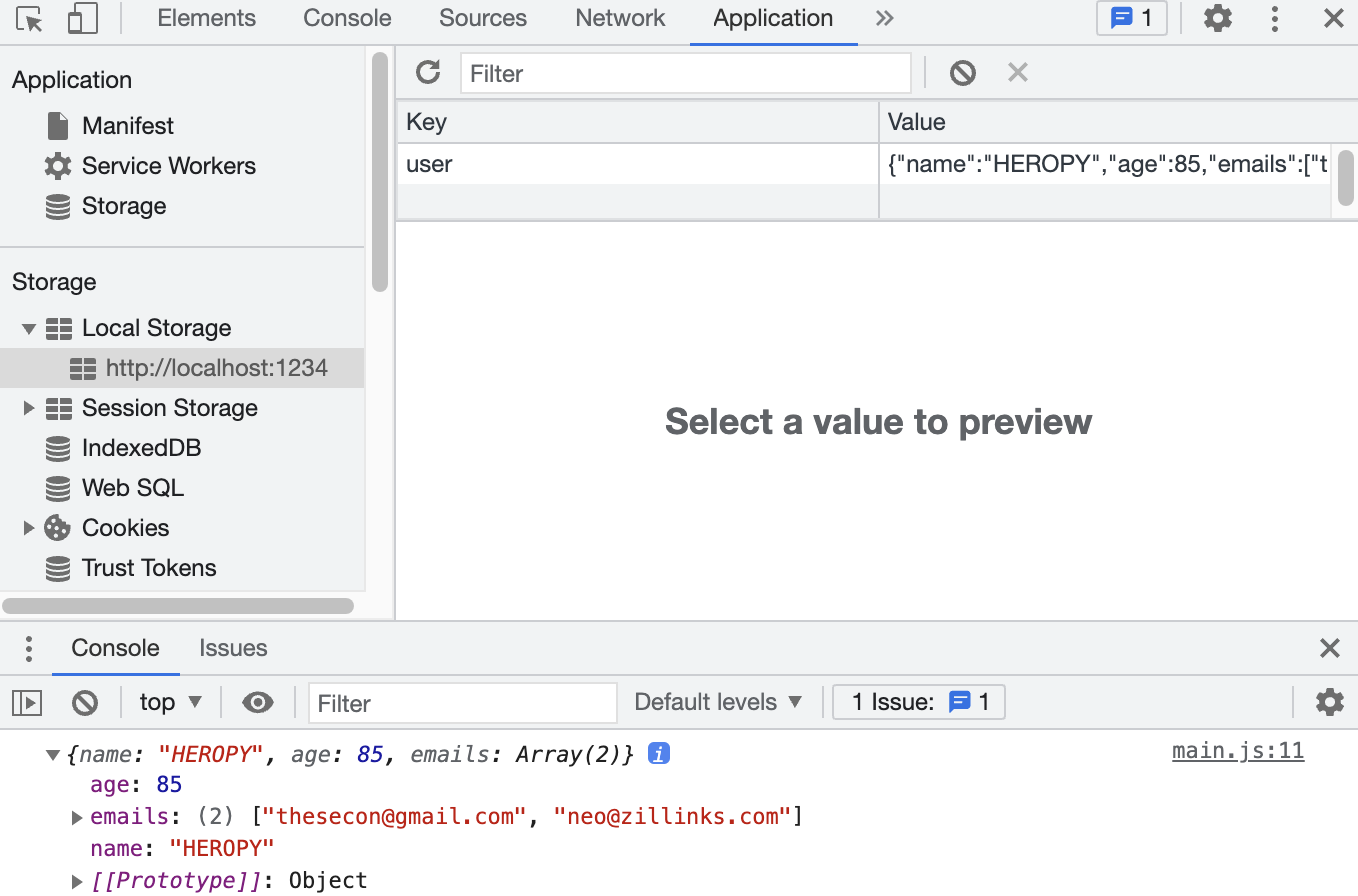 Elements Console Sources Network Application 1
Application
Manifest
Service Workers
Storage
Storage
Local Storage
http://localhost:1234
Session Storage
IndexedDB
Web SQL
Cookies
Trust Tokens
Filter
Key Value
user {"name":"HEROPY","age":85,"emails":["t
Select a value to preview
Console Issues
top Filter Default levels 1 Issue: 1
{name: "HEROPY", age: 85, emails: Array(2)} i main.js:11
age: 85
emails: (2) ["thesecon@gmail.com", "neo@zillinks.com"]
name: "HEROPY"
[[Prototype]]: Object